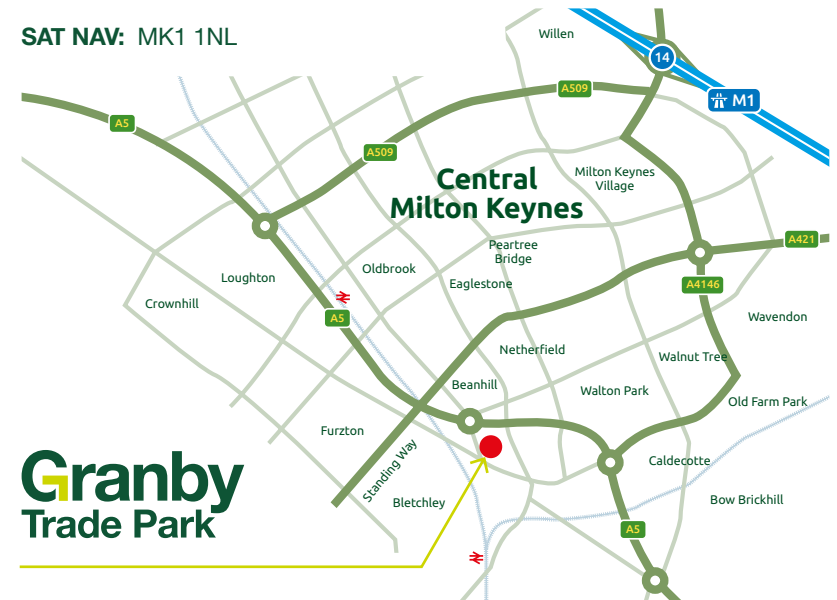 SAT NAV: MK1 1NL
Willen
14
M1
A509
A5
A509
Central
Milton Keynes
Milton Keynes
Village
Peartree
Bridge
A421
Oldbrook
Loughton
Eaglestone
A4146
Crownhill
A5
Wavendon
Netherfield
Walnut Tree
Beanhill
Walton Park
Old Farm Park
Furzton
Standing Way
Caldecotte
Bletchley
Bow Brickhill
A5
Granby
Trade Park